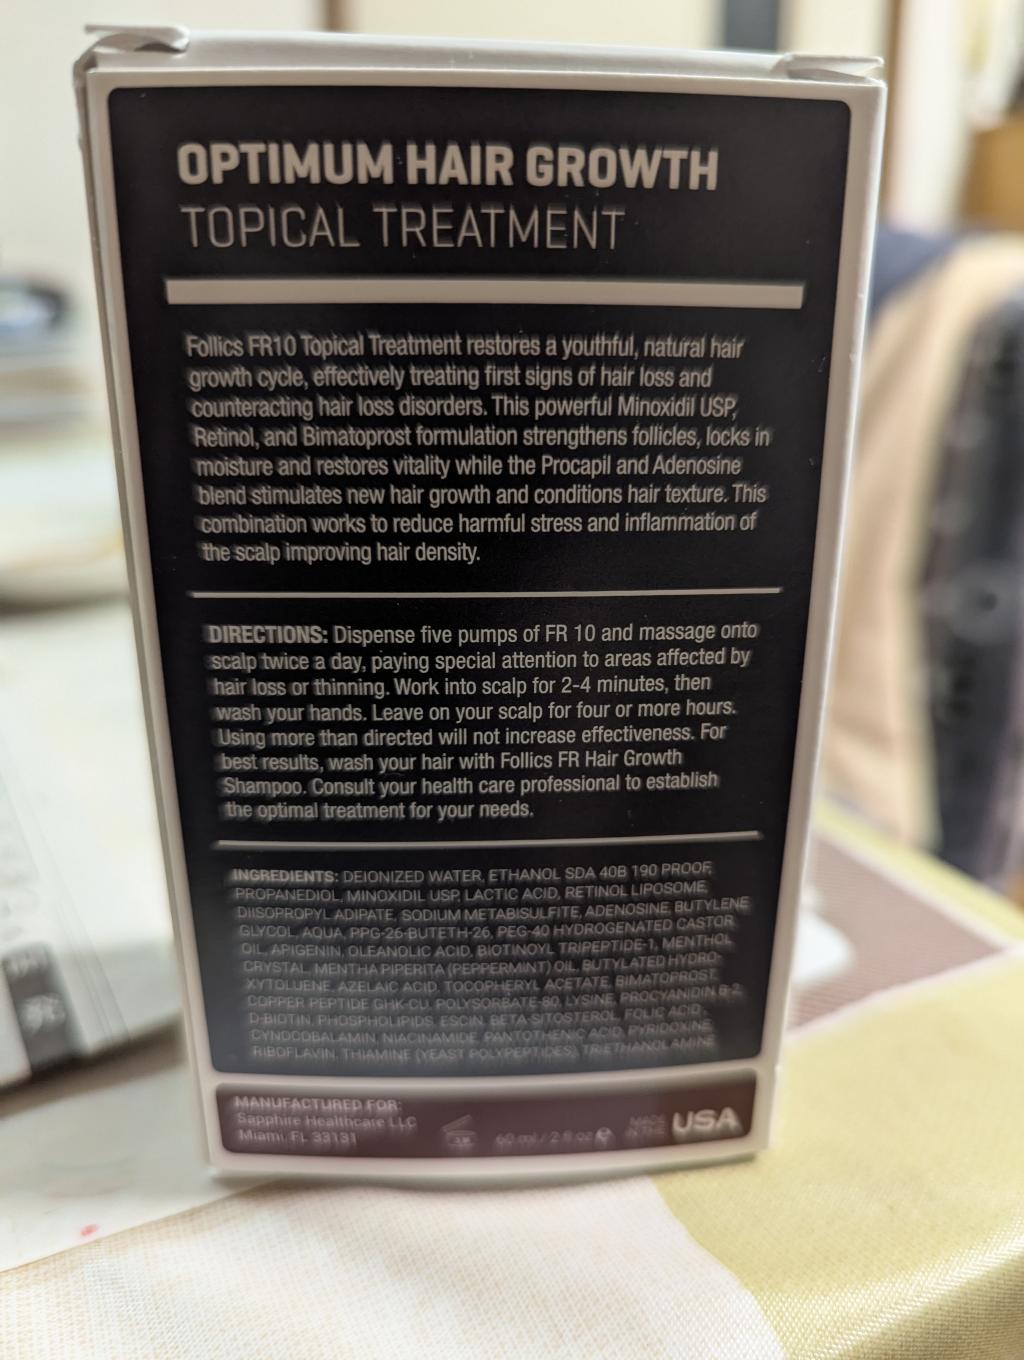 OPTIMUM HAIR GROWTH
TOPICAL TREATMENT
Follics FR10 Topical Treatment restores a youthful, natural hair
growth cycle, effectively treating first signs of hair loss and
counteracting hair loss disorders. This powerful Minoxidil USP,
Retinol, and Bimatoprost formulation strengthens follicles, locks in
moisture and restores vitality while the Procapil and Adenosine
blend stimulates new hair growth and conditions hair texture. This
combination works to reduce harmful stress and inflammation of
the scalp improving hair density.
DIRECTIONS: Dispense five pumps of FR 10 and massage onto
scalp twice a day, paying special attention to areas affected by
hair loss or thinning. Work into scalp for 2-4 minutes, then
wash your hands. Leave on your scalp for four or more hours.
Using more than directed will not increase effectiveness. For
best results, wash your hair with Follics FR Hair Growth
Shampoo. Consult your health care professional to establish
the optimal treatment for your needs.
INGREDIENTS: DEIONIZED WATER, ETHANOL SDA 40B 190 PROOF,
PROPANEDIOL, MINOXIDIL USP, LACTIC ACID, RETINOL LIPOSOME,
DIISOPROPYL ADIPATE, SODIUM METABISULFITE, ADENOSINE, BUTYLENE
GLYCOL, AQUA, PPG-26-BUTETH-26, PEG-40 HYDROGENATED CASTOR
OIL, APIGENIN, OLEANOLIC ACID, BIOTINOYL TRIPEPTIDE-1, MENTHOL
CRYSTAL, MENTHA PIPERITA (PEPPERMINT) OIL, BUTYLATED HYDRO-
XYTOLUENE, AZELAIC ACID, TOCOPHERYL ACETATE, BIMATOPROST,
COPPER PEPTIDE GHK-CU, POLYSORBATE-80, LYSINE, PROCYANIDIN B-2,
D-BIOTIN, PHOSPHOLIPIDS, ESCIN, BETA-SITOSTEROL, FOLIC ACID,
CYNOCOBALAMIN, NIACINAMIDE, PANTOTHENIC ACID, PYRIDOXINE,
RIBOFLAVIN, THIAMINE (YEAST POLYPEPTIDES), TRIETHANOLAMINE
MANUFACTURED FOR:
Sapphire Healthcare LLC
Miami, FL 33131
60 ml / 2 fl oz e
MADE IN THE USA